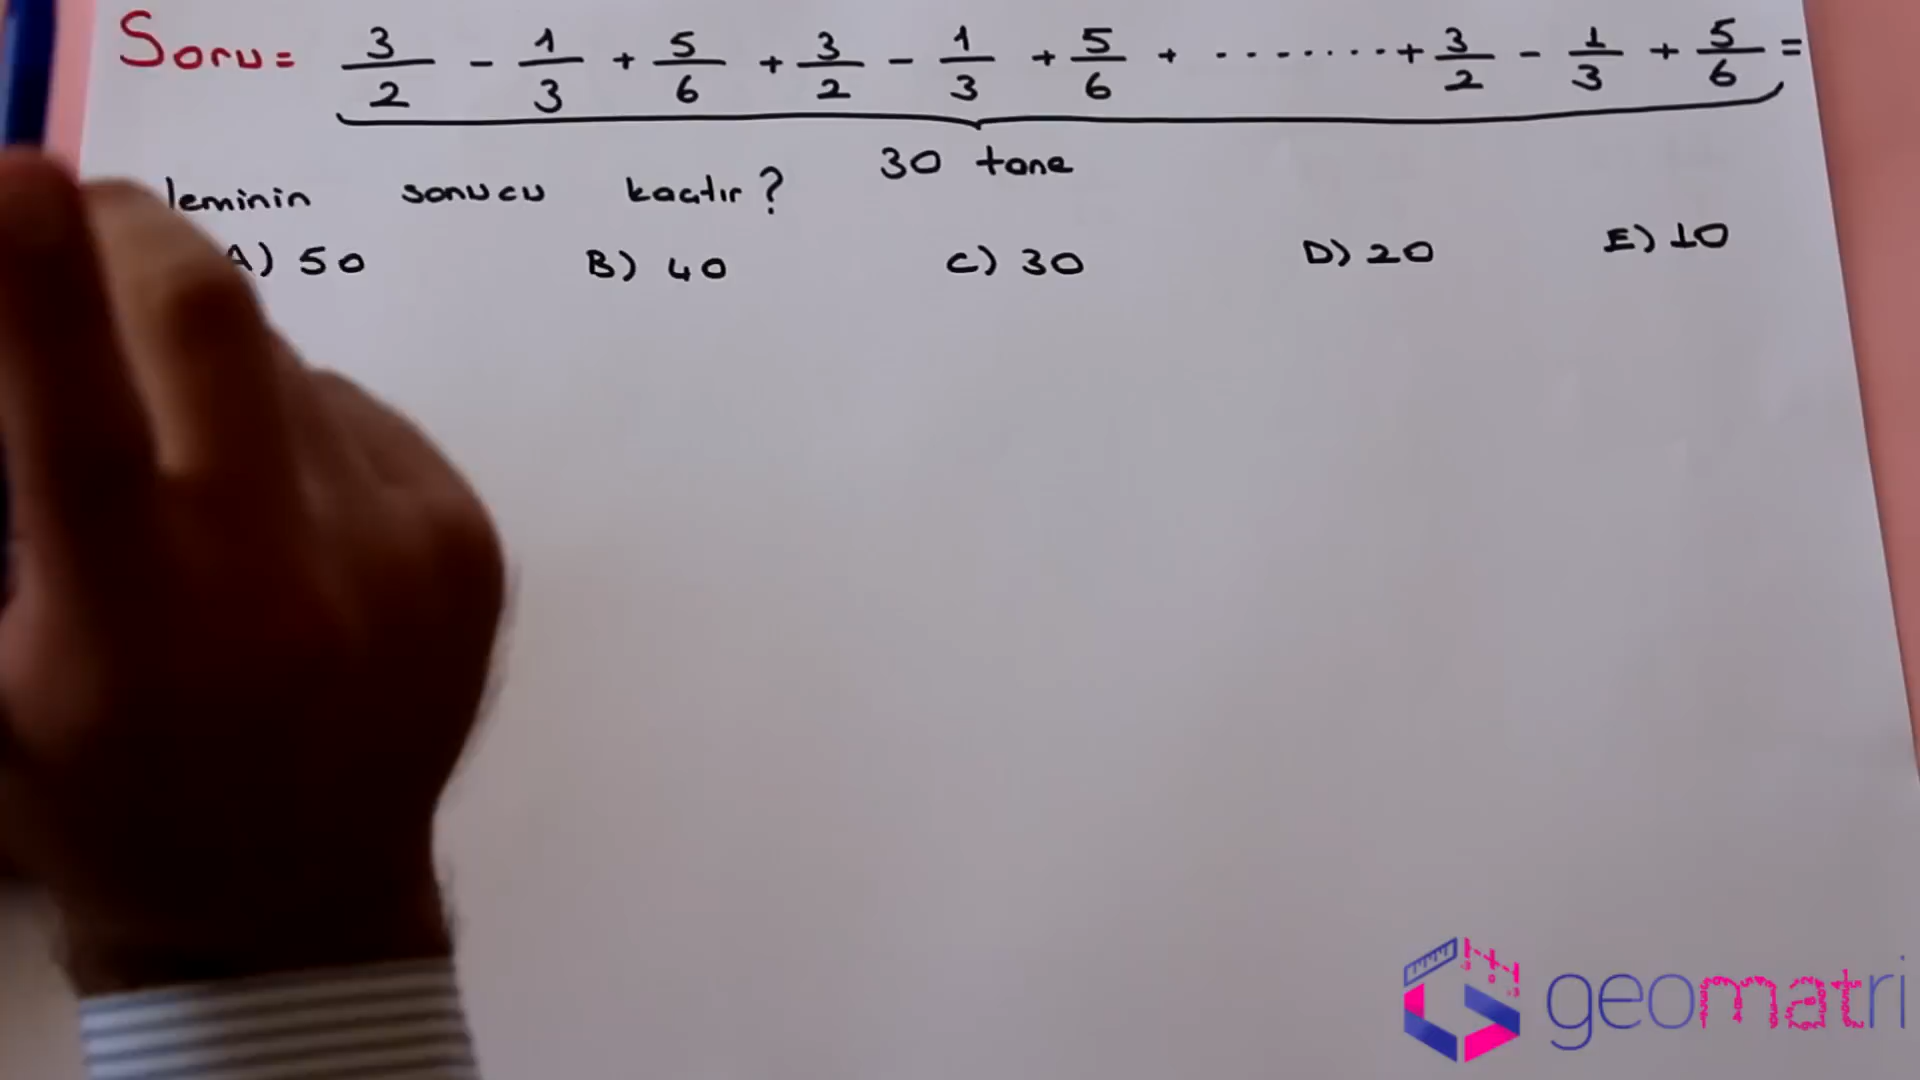 Soru= 3/2 - 1/3 + 5/6 + 3/2 - 1/3 + 5/6 + ........ + 3/2 - 1/3 + 5/6 =
30 tane
leminin sonucu kaçtır?
A) 50 B) 40 C) 30 D) 20 E) 10
geomatri